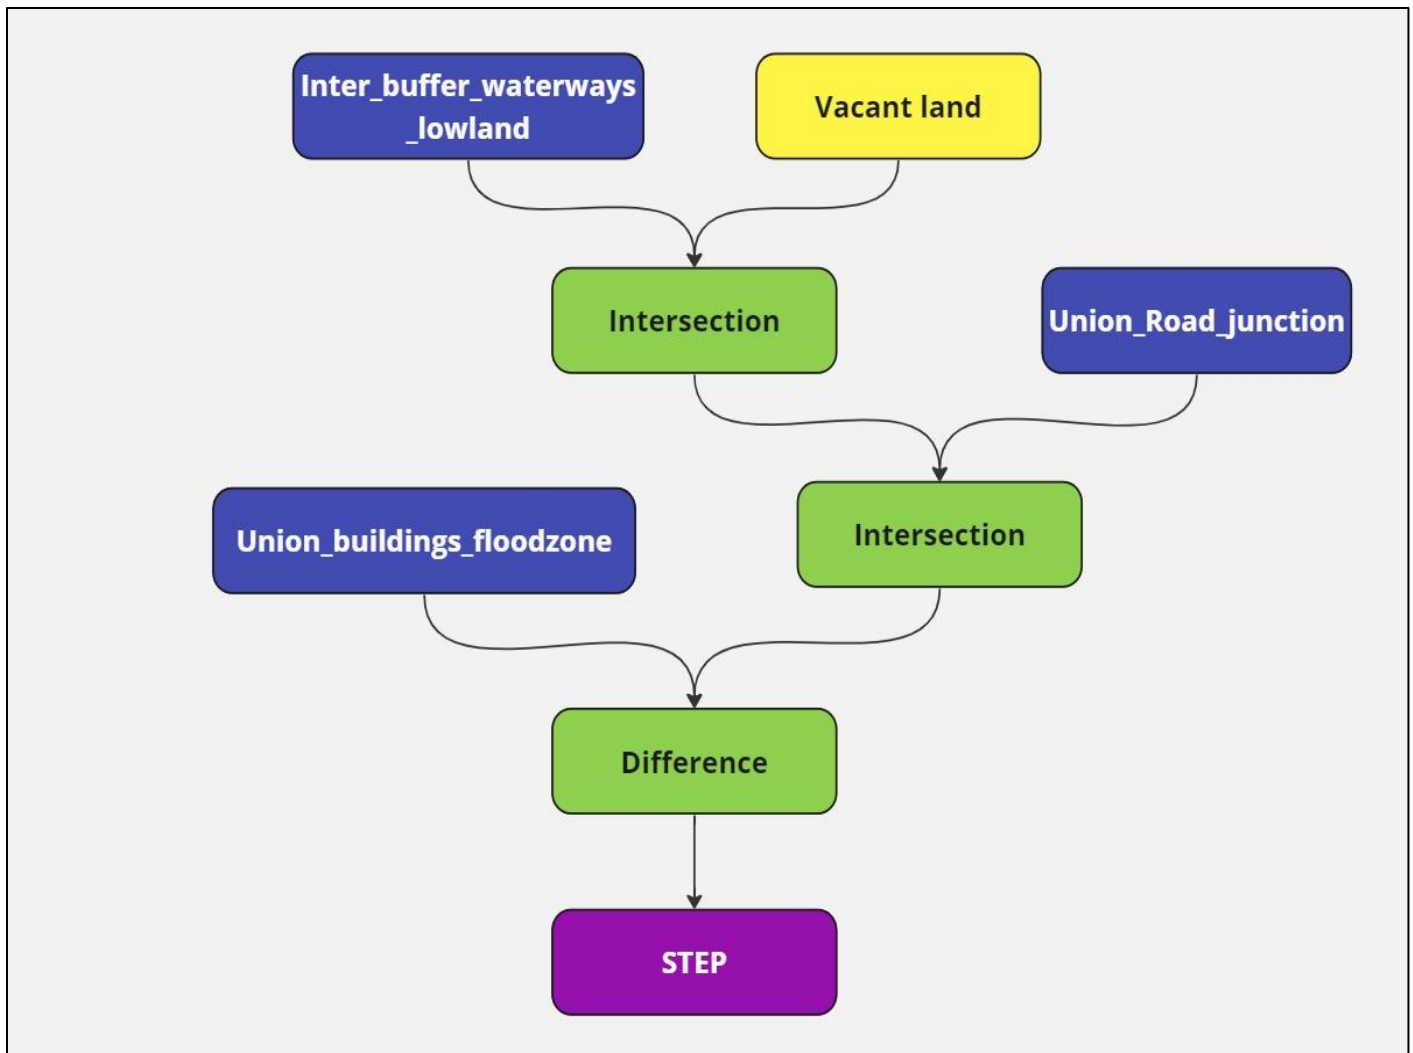 Inter_buffer_waterways
_lowland
Vacant land
Intersection
Union_Road_junction
Union_buildings_floodzone
Intersection
Difference
STEP